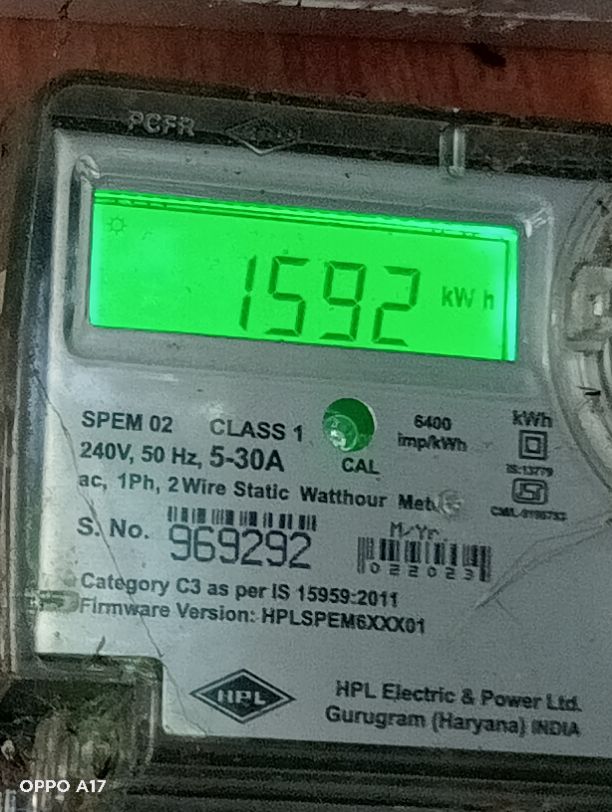 PCFR
1592 kWh
SPEM 02 CLASS 1
6400
imp/kWh
kWh
240V, 50 Hz, 5-30A
CAL
IS:13779
ac, 1Ph, 2 Wire Static Watthour
S. No. 969292
M/Yr.
022023
Category C3 as per IS 15959:2011
Firmware Version: HPLSPEM6XXX01
HPL
HPL Electric & Power Ltd.
Gurugram (Haryana) INDIA
OPPO A17